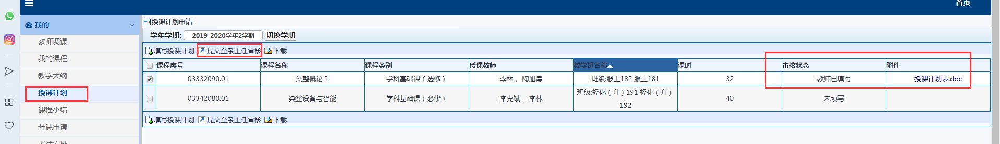 首页
我的
教师调课
我的课程
教学大纲
授课计划
课程小结
开课申请
考试安排
授课计划申请
学年学期: 2019-2020学年2学期 切换学期
填写授课计划 提交至系主任审核 下载
课程序号 课程名称 课程类别 授课教师 教学班名称 课时 审核状态 附件
03332090.01 染整概论Ⅰ 学科基础课（选修） 李林，陶旭晨 班级:服工182 服工181 32 教师已填写 授课计划表.doc
03342080.01 染整设备与智能 学科基础课（必修） 李克斌，李林 班级:轻化（升）191 轻化（升）
192 40 未填写
填写授课计划 提交至系主任审核 下载